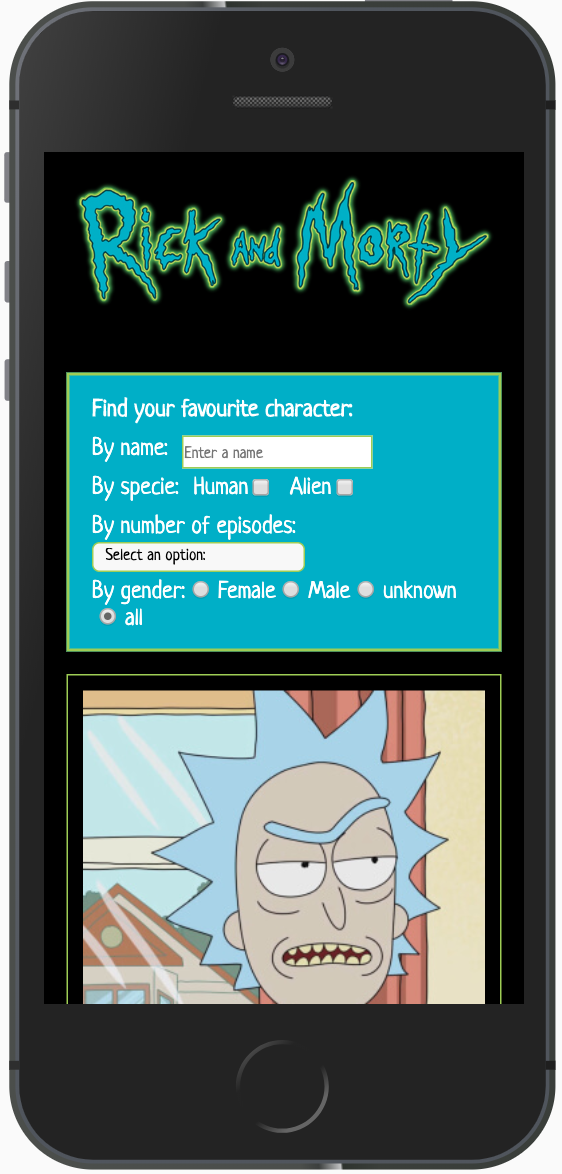 Rick and Morty
Find your favourite character:
By name: Enter a name
By specie: Human Alien
By number of episodes:
Select an option:
By gender: Female Male unknown
all